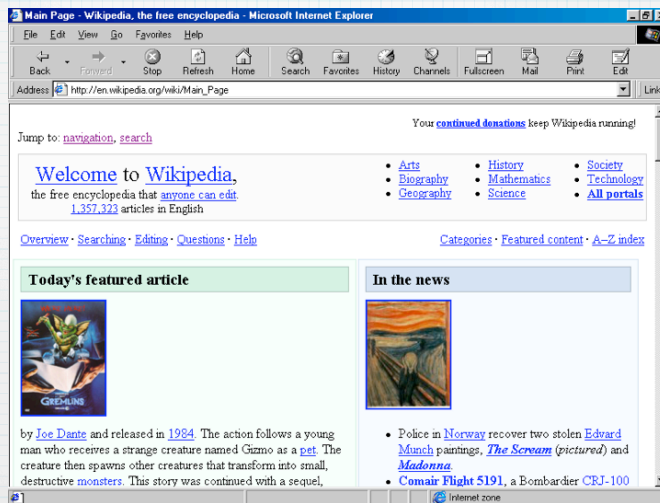 Main Page - Wikipedia, the free encyclopedia - Microsoft Internet Explorer
File Edit View Go Favorites Help
Back Forward Stop Refresh Home Search Favorites History Channels Fullscreen Mail Print Edit
Address http://en.wikipedia.org/wiki/Main_Page Link
Your continued donations keep Wikipedia running!
Jump to: navigation, search
Welcome to Wikipedia,
the free encyclopedia that anyone can edit.
1,357,323 articles in English
• Arts
• Biography
• Geography
• History
• Mathematics
• Science
• Society
• Technology
• All portals
Overview · Searching · Editing · Questions · Help
Categories · Featured content · A–Z index
Today's featured article
GREMLINS
by Joe Dante and released in 1984. The action follows a young
man who receives a strange creature named Gizmo as a pet. The
creature then spawns other creatures that transform into small,
destructive monsters. This story was continued with a sequel,
In the news
• Police in Norway recover two stolen Edvard
Munch paintings, The Scream (pictured) and
Madonna.
• Comair Flight 5191, a Bombardier CRJ-100
Internet zone